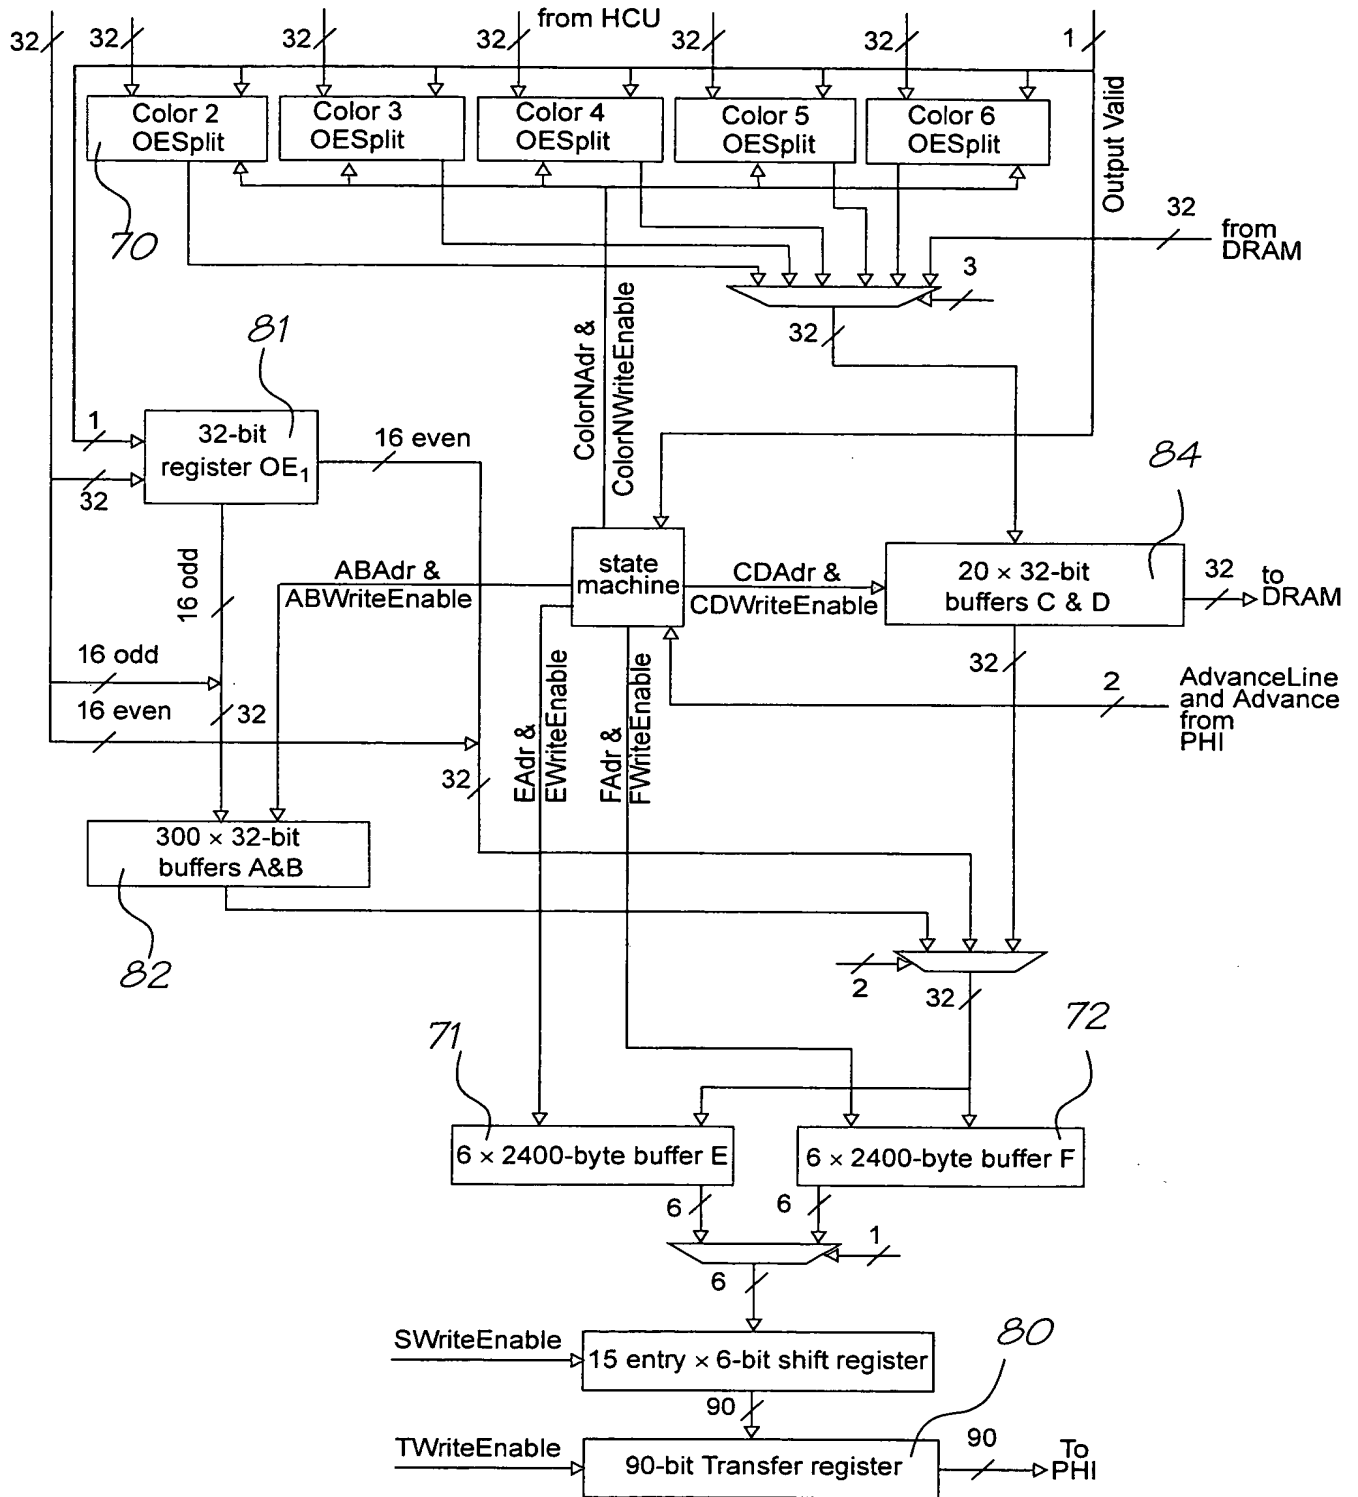 from HCU
32
32
32
32
32
32
1
Color 2
OESplit
Color 3
OESplit
Color 4
OESplit
Color 5
OESplit
Color 6
OESplit
Output Valid
70
32
from
DRAM
3
32
ColorNAdr &
ColorNWriteEnable
81
1
32-bit
register OE1
32
16 even
84
16 odd
ABAdr &
ABWriteEnable
state
machine
CDAdr &
CDWriteEnable
20 × 32-bit
buffers C & D
32
to
DRAM
16 odd
32
16 even
32
EAdr &
EWriteEnable
FAdr &
FWriteEnable
32
2
AdvanceLine
and Advance
from
PHI
300 × 32-bit
buffers A&B
82
2
32
71
72
6 × 2400-byte buffer E
6 × 2400-byte buffer F
6
6
1
6
80
SWriteEnable
15 entry × 6-bit shift register
90
TWriteEnable
90-bit Transfer register
90
To
PHI